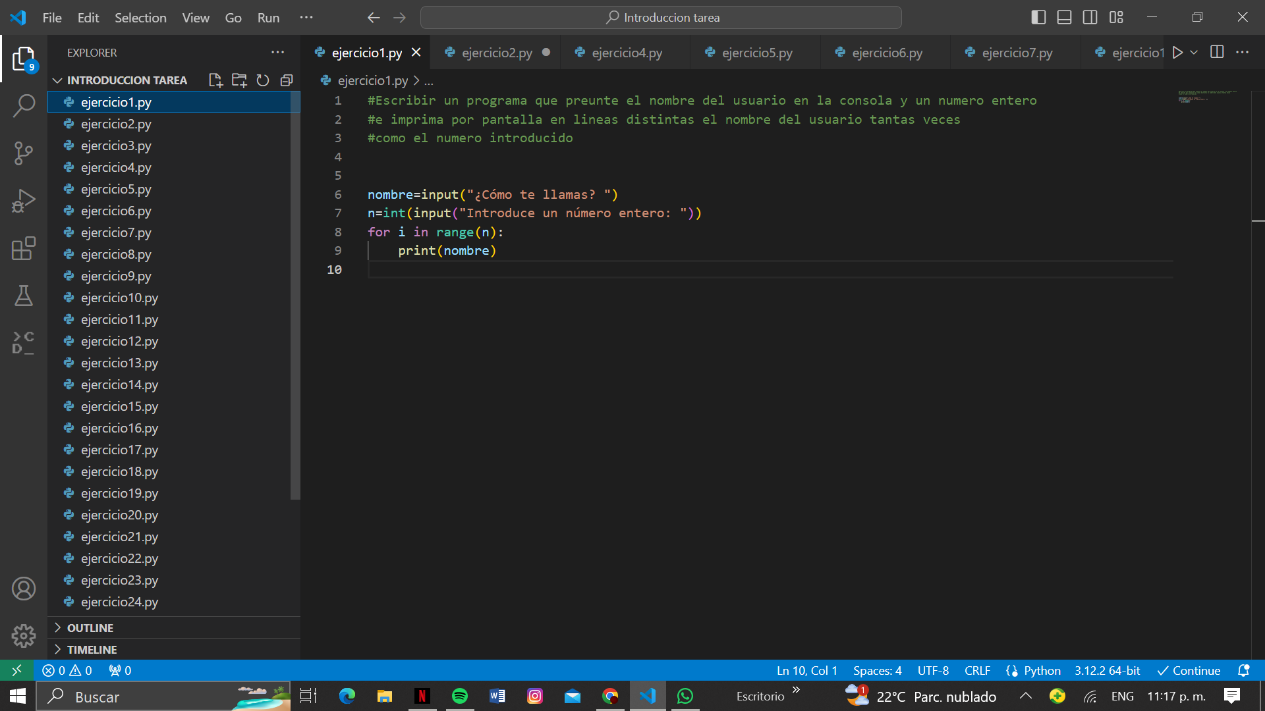 File Edit Selection View Go Run ··· Introduccion tarea
EXPLORER ···
INTRODUCCION TAREA
ejercicio1.py
ejercicio2.py
ejercicio3.py
ejercicio4.py
ejercicio5.py
ejercicio6.py
ejercicio7.py
ejercicio8.py
ejercicio9.py
ejercicio10.py
ejercicio11.py
ejercicio12.py
ejercicio13.py
ejercicio14.py
ejercicio15.py
ejercicio16.py
ejercicio17.py
ejercicio18.py
ejercicio19.py
ejercicio20.py
ejercicio21.py
ejercicio22.py
ejercicio23.py
ejercicio24.py
OUTLINE
TIMELINE
9
ejercicio1.py ejercicio2.py ejercicio4.py ejercicio5.py ejercicio6.py ejercicio7.py ejercicio1
ejercicio1.py > ...
1 #Escribir un programa que preunte el nombre del usuario en la consola y un numero entero
2 #e imprima por pantalla en lineas distintas el nombre del usuario tantas veces
3 #como el numero introducido
4
5
6 nombre=input("¿Cómo te llamas? ")
7 n=int(input("Introduce un número entero: "))
8 for i in range(n):
9     print(nombre)
10
0 0 0 Ln 10, Col 1 Spaces: 4 UTF-8 CRLF Python 3.12.2 64-bit Continue
Buscar Escritorio 1 22°C Parc. nublado ENG 11:17 p. m.